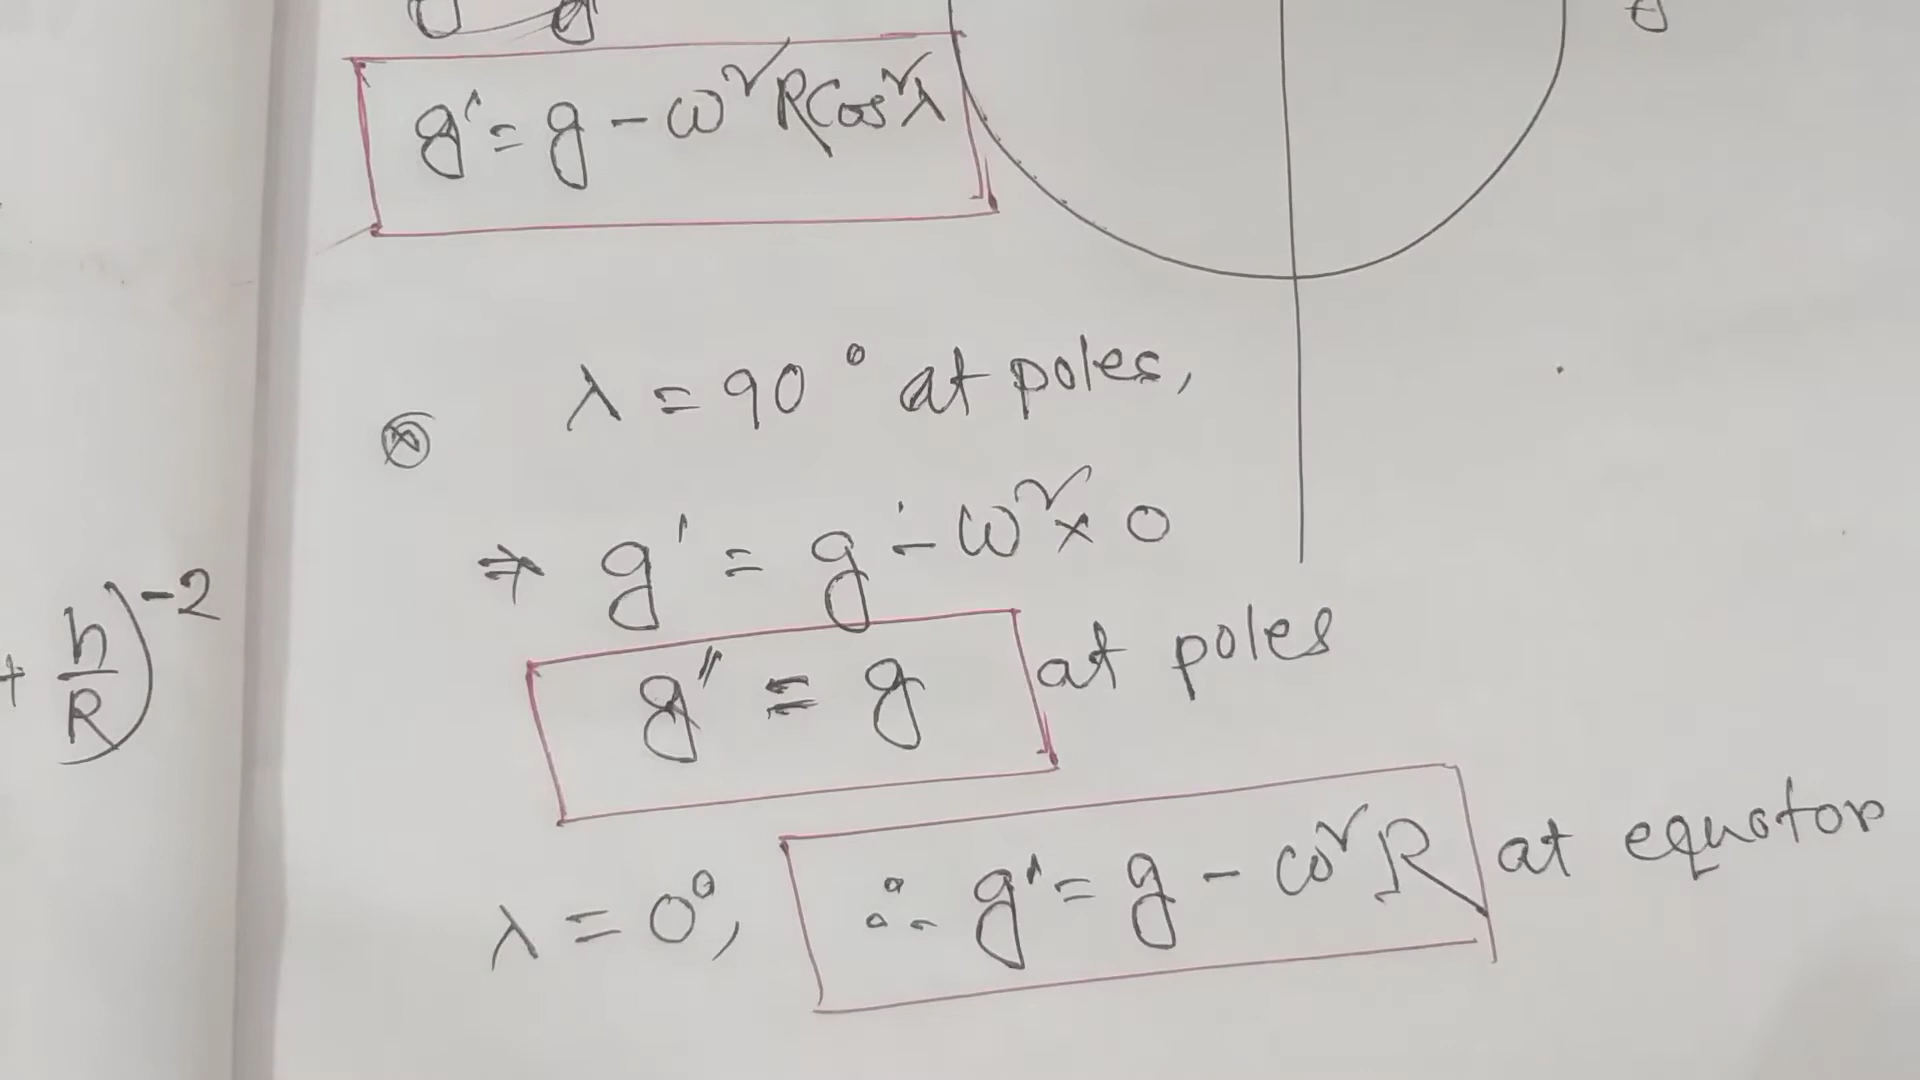 g' = g - ω²R Cos²λ
λ = 90° at poles,
⇒ g' = g - ω² x 0
g'' = g at poles
λ = 0°, ∴ g' = g - ω²R at equator
+ h/R)⁻²